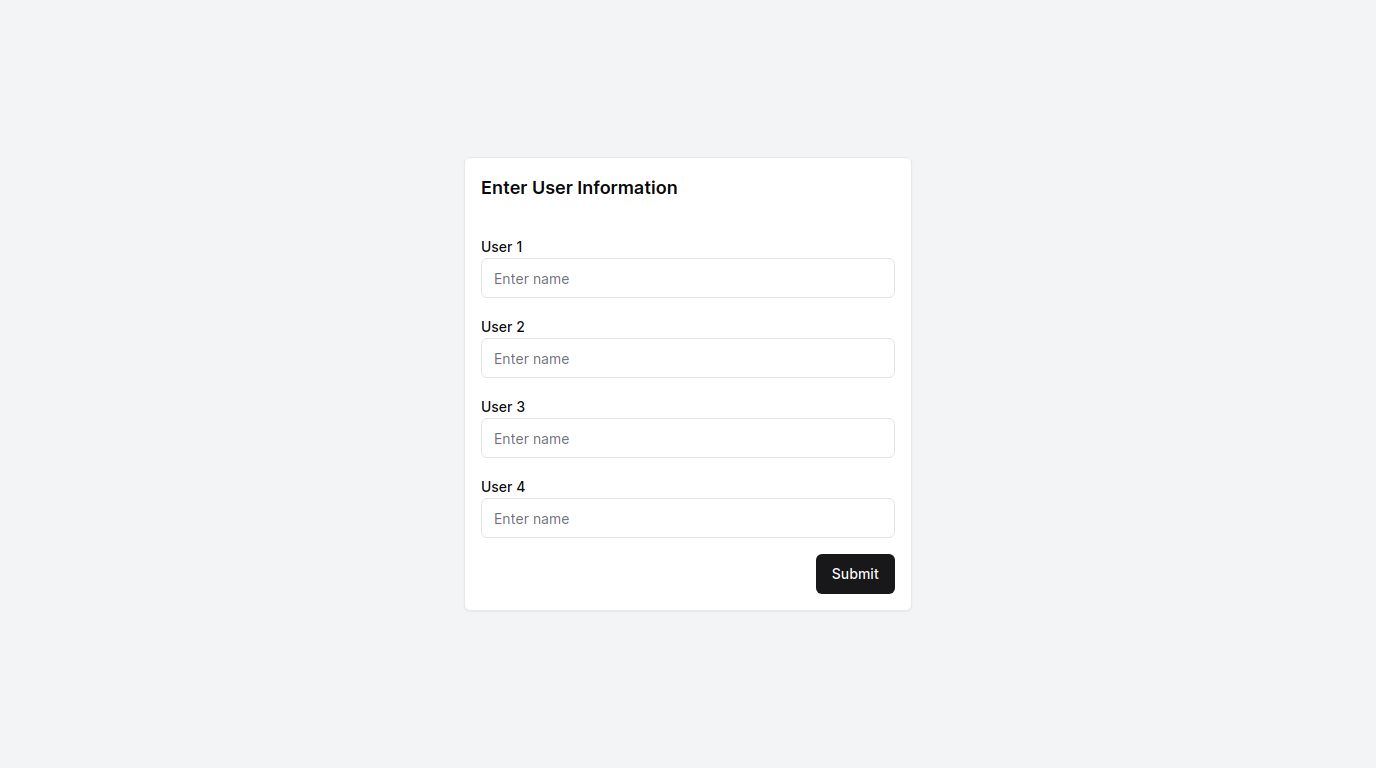 Enter User Information
User 1
Enter name
User 2
Enter name
User 3
Enter name
User 4
Enter name
Submit